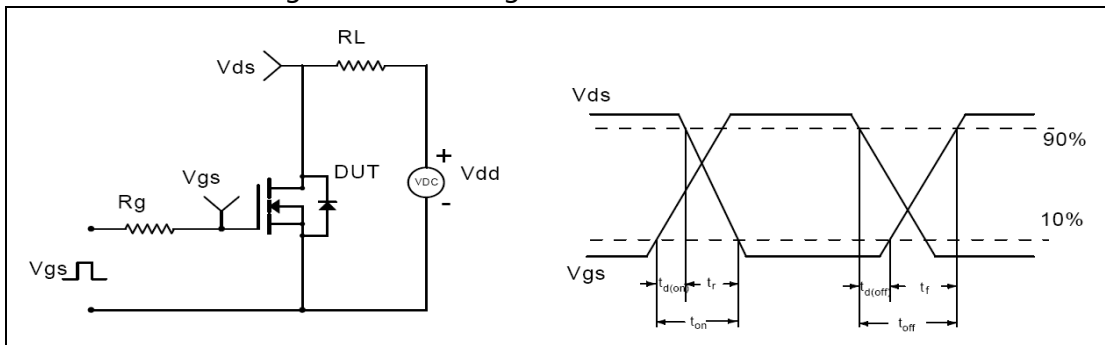 RL
Vds
Vgs
DUT
+
Vdd
VDC
-
Rg
Vgs
Vds
90%
10%
Vgs
td(on)
tr
td(off)
tf
ton
toff